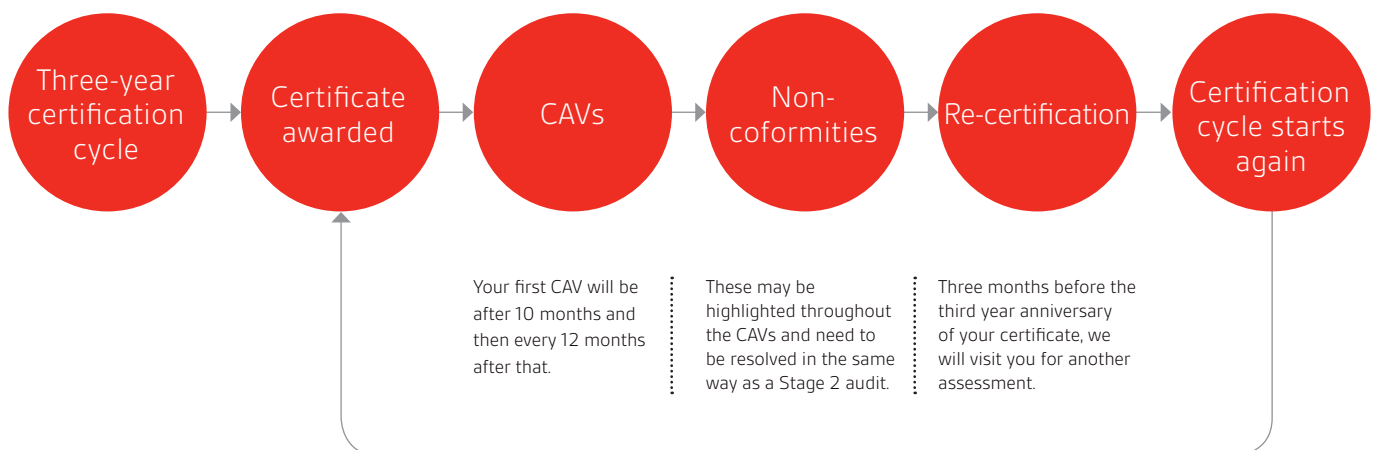 Three-year
certification
cycle
Certificate
awarded
CAVs
Non-
coformities
Re-certification
Certification
cycle starts
again
Your first CAV will be
after 10 months and
then every 12 months
after that.
These may be
highlighted throughout
the CAVs and need to
be resolved in the same
way as a Stage 2 audit.
Three months before the
third year anniversary
of your certificate, we
will visit you for another
assessment.